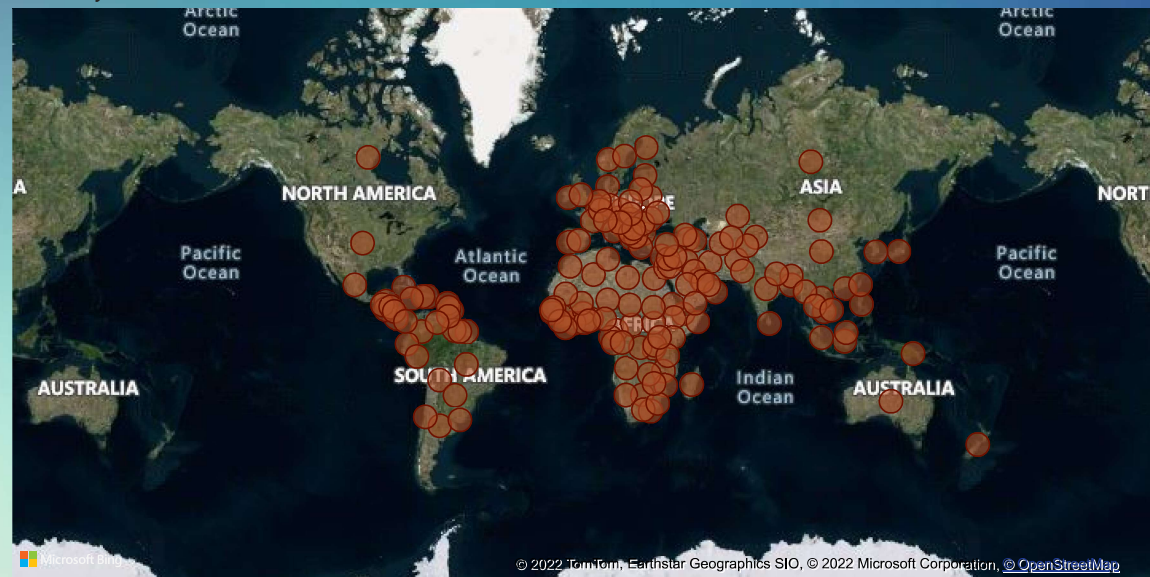 Arctic
Ocean
Arctic
Ocean
A
NORTH AMERICA
ASIA
NORT
Pacific
Ocean
Atlantic
Ocean
Pacific
Ocean
AFRICA
AUSTRALIA
SOUTH AMERICA
Indian
Ocean
AUSTRALIA
Microsoft Bing
© 2022 TomTom, Earthstar Geographics SIO, © 2022 Microsoft Corporation, © OpenStreetMap